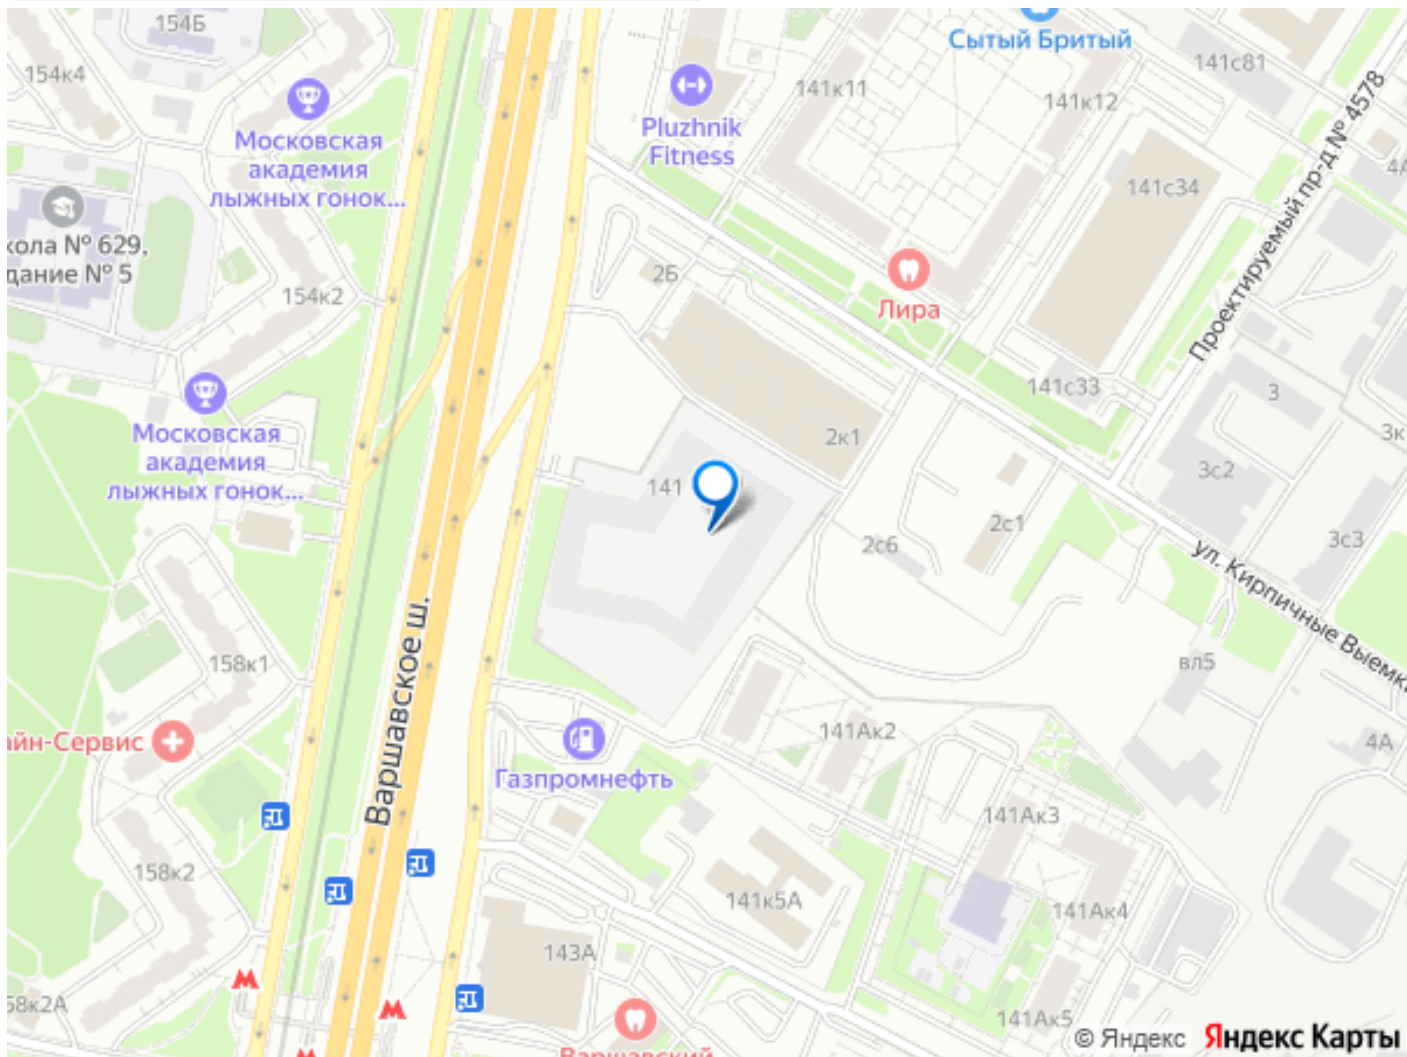 154Б
154к4
Московская
академия
лыжных гонок...
Pluzhnik
Fitness
Сытый Бритый
141к11
141к12
141с81
141с34
Проектируемый пр-д № 4578
4А
кола № 629,
дание № 5
154к2
2Б
Лира
141с33
3
3к
3с2
3с3
Московская
академия
лыжных гонок...
2к1
141
2с6
2с1
ул. Кирпичные Выемки
вл5
4А
158к1
Варшавское ш.
айн-Сервис
Газпромнефть
141Ак2
141Ак3
158к2
141к5А
141Ак4
143А
58к2А
141Ак5
Варшавский
© Яндекс Яндекс Карты